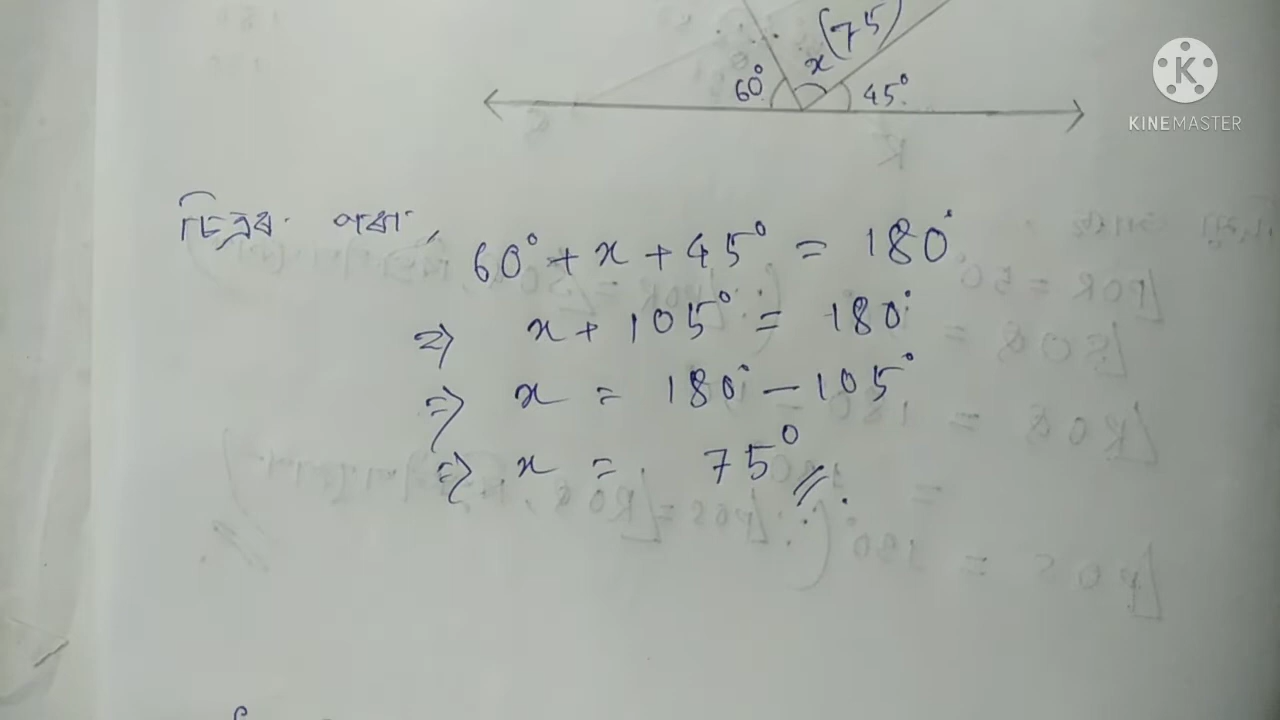 x (75)
60° 45°
KINEMASTER
চিত্ৰৰ পৰা,
60° + x + 45° = 180°
⇒ x + 105° = 180°
⇒ x = 180° − 105°
⇒ x = 75°